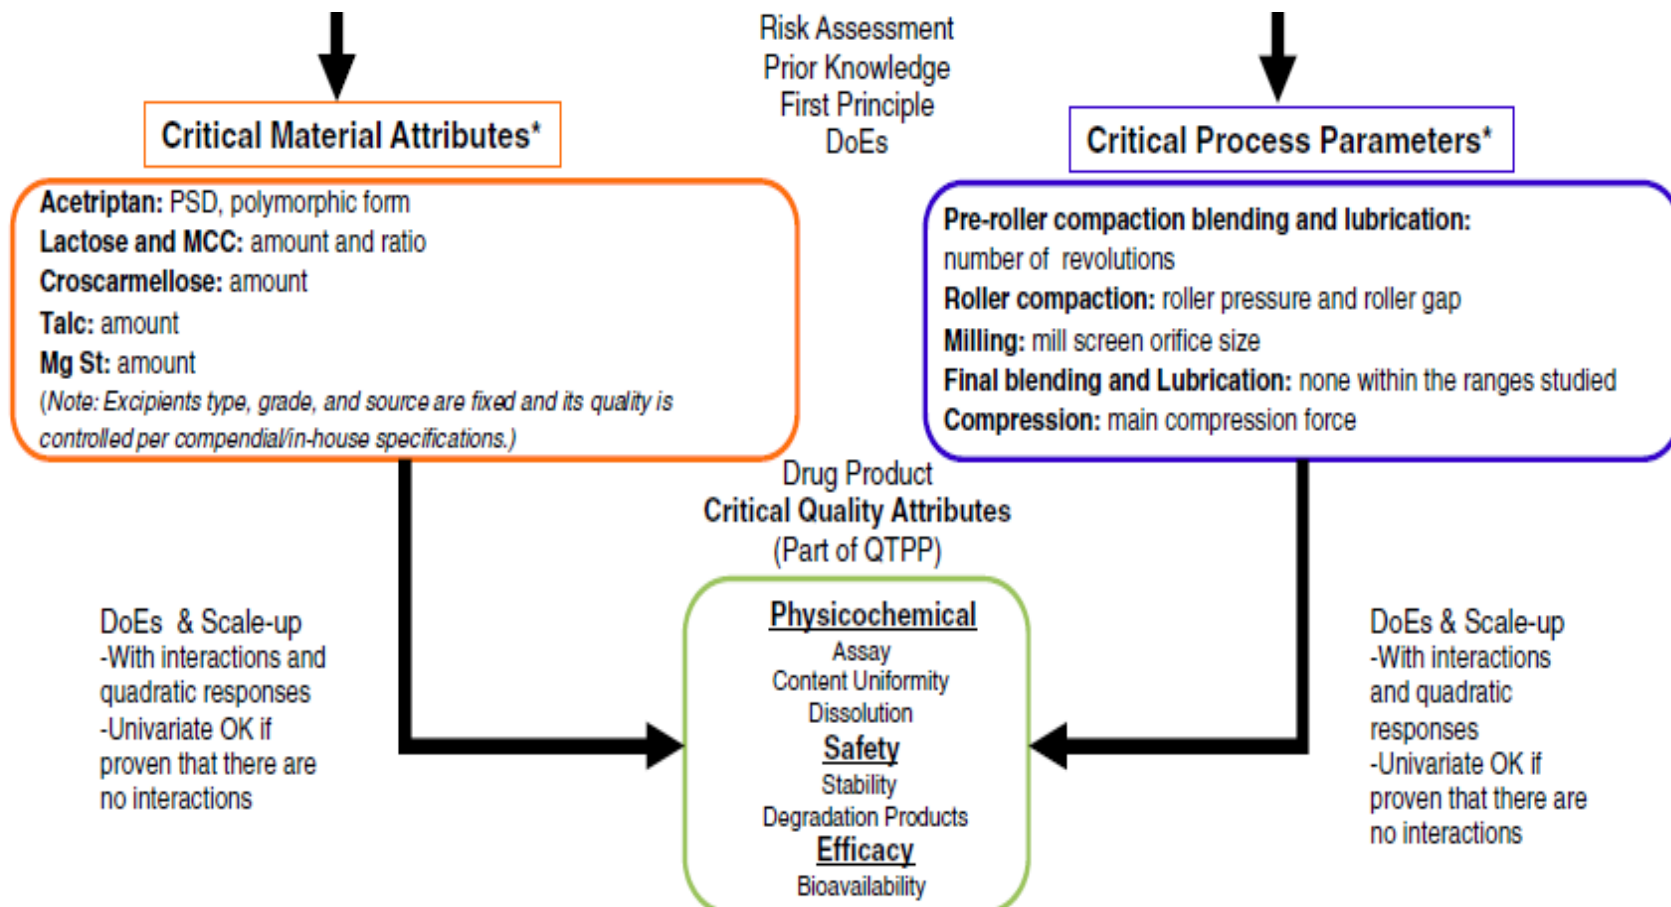 Risk Assessment
Prior Knowledge
First Principle
DoEs
Critical Material Attributes*
Acetriptan: PSD, polymorphic form
Lactose and MCC: amount and ratio
Croscarmellose: amount
Talc: amount
Mg St: amount
(Note: Excipients type, grade, and source are fixed and its quality is
controlled per compendial/in-house specifications.)
Critical Process Parameters*
Pre-roller compaction blending and lubrication:
number of revolutions
Roller compaction: roller pressure and roller gap
Milling: mill screen orifice size
Final blending and Lubrication: none within the ranges studied
Compression: main compression force
Drug Product
Critical Quality Attributes
(Part of QTPP)
DoEs & Scale-up
-With interactions and
quadratic responses
-Univariate OK if
proven that there are
no interactions
Physicochemical
Assay
Content Uniformity
Dissolution
Safety
Stability
Degradation Products
Efficacy
Bioavailability
DoEs & Scale-up
-With interactions
and quadratic
responses
-Univariate OK if
proven that there are
no interactions